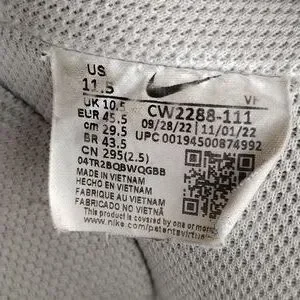 US
11.5
VF
UK 10.5
EUR 45.5
cm 29.5
BR 43.5
CN 295(2.5)
CW2288-111
09/28/22 11/01/22
UPC 00194500874992
04TR2BQBWQGBB
MADE IN VIETNAM
HECHO EN VIETNAM
FABRIQUE AU VIETNAM
FABRICADO NO VIETNÃ
This product is covered by one or more
www.nike.com/patents